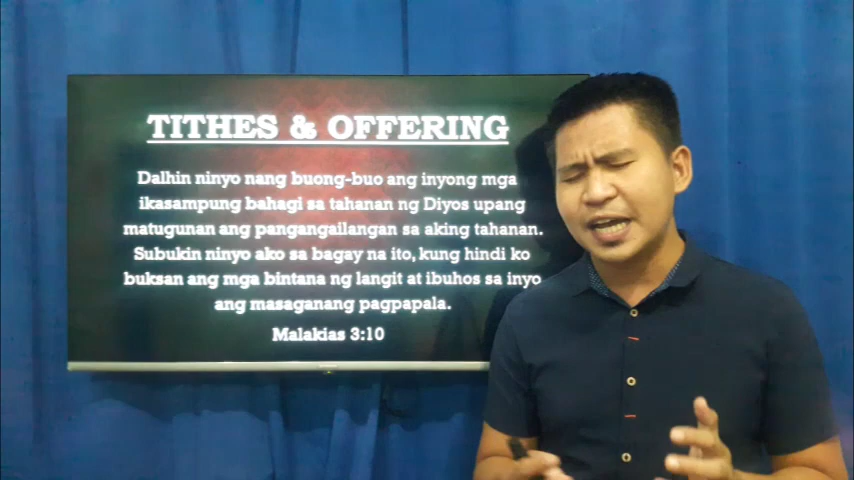 TITHES & OFFERING
Dalhin ninyo nang buong-buo ang inyong mga
ikasampung bahagi sa tahanan ng Diyos upang
matugunan ang pangangailangan sa aking tahanan.
Subukin ninyo ako sa bagay na ito, kung hindi ko
buksan ang mga bintana ng langit at ibuhos sa inyo
ang masaganang pagpapala.
Malakias 3:10